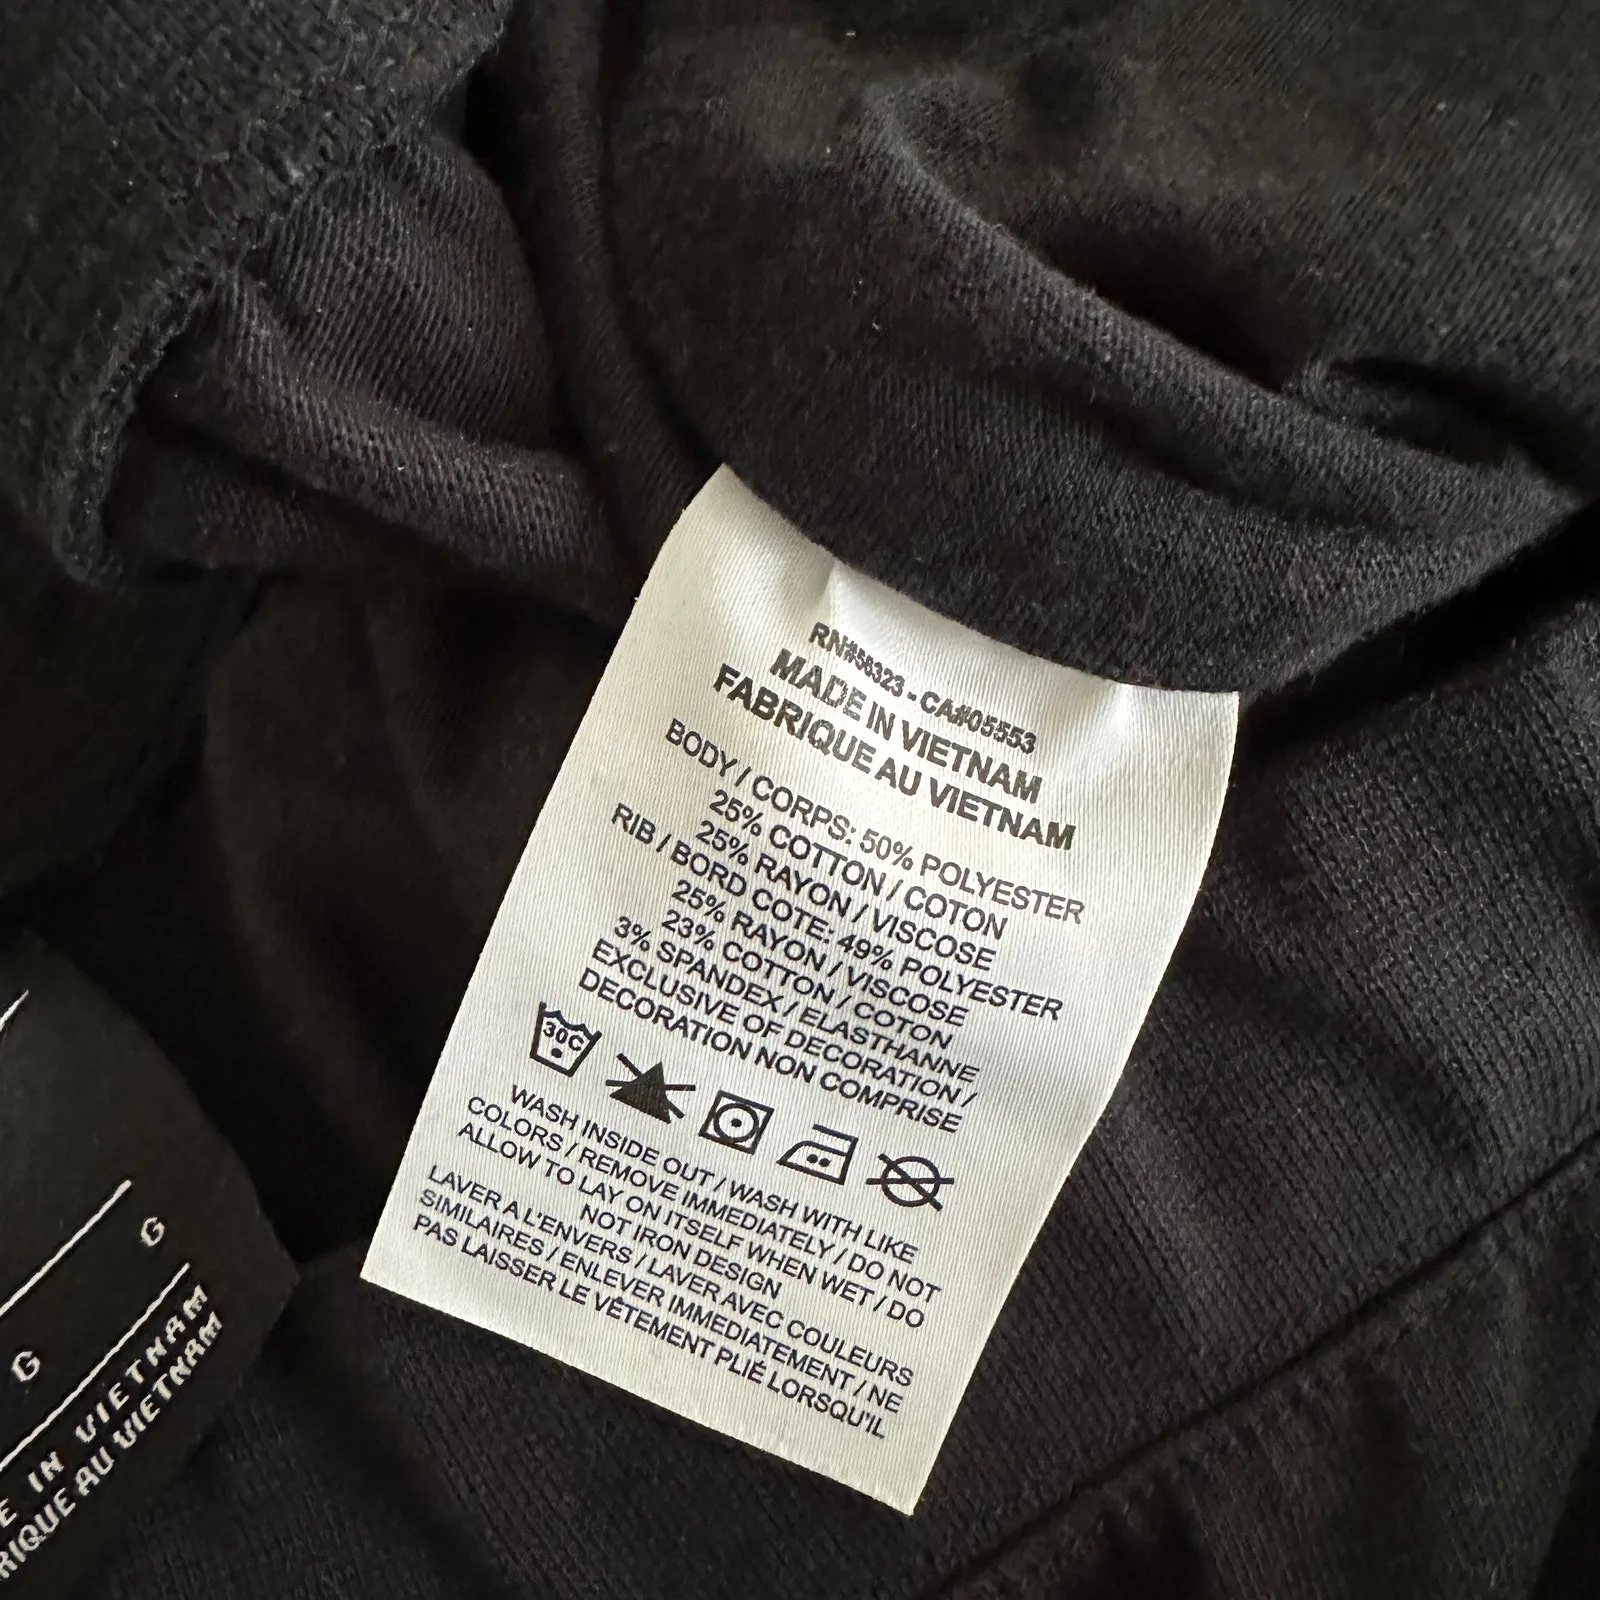 RN#56323 - CA#05553
MADE IN VIETNAM
FABRIQUE AU VIETNAM
BODY / CORPS: 50% POLYESTER
25% COTTON / COTON
25% RAYON / VISCOSE
RIB / BORD COTE: 49% POLYESTER
25% RAYON / VISCOSE
23% COTTON / COTON
3% SPANDEX / ELASTHANNE
EXCLUSIVE OF DECORATION /
DECORATION NON COMPRISE
30C
WASH INSIDE OUT / WASH WITH LIKE
COLORS / REMOVE IMMEDIATELY / DO NOT
ALLOW TO LAY ON ITSELF WHEN WET / DO
NOT IRON DESIGN
LAVER A L'ENVERS / LAVER AVEC COULEURS
SIMILAIRES / ENLEVER IMMEDIATEMENT / NE
PAS LAISSER LE VÊTEMENT PLIÉ LORSQU'IL
G
G
E IN VIETNAM
RIQUE AU VIETNAM